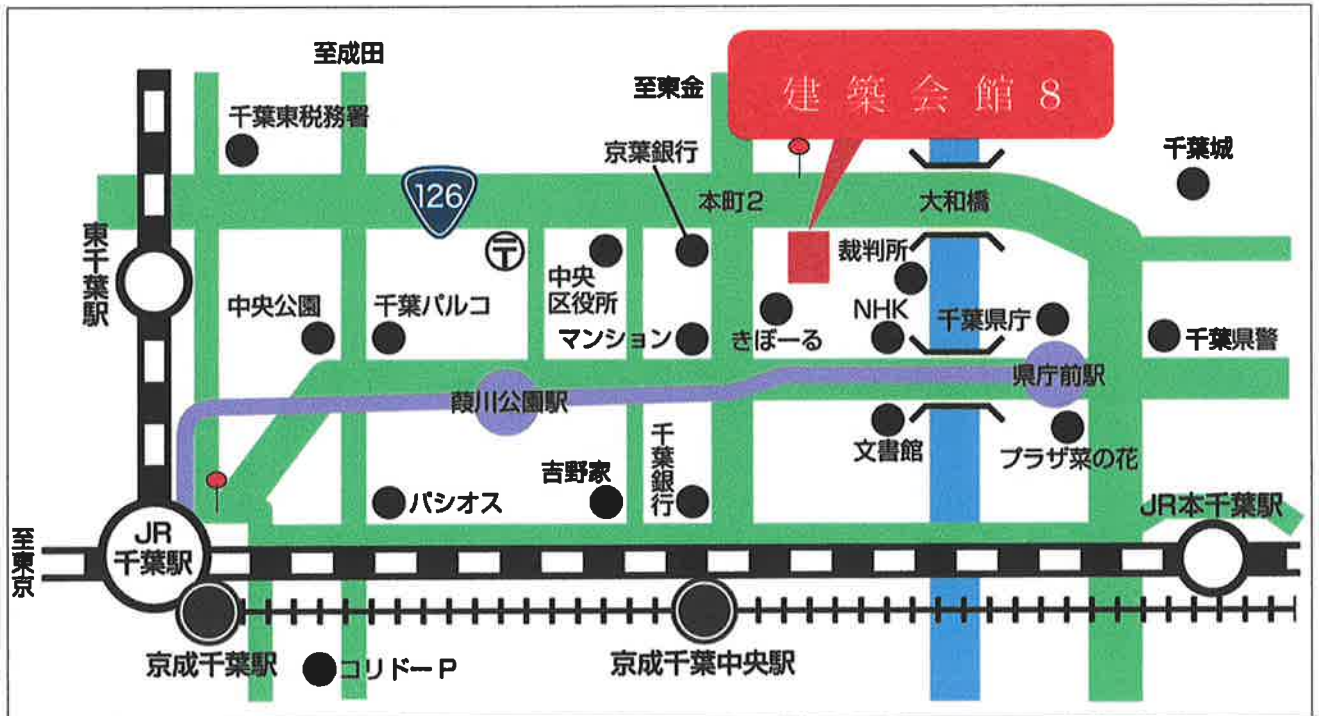 至成田
至東金
建築会館8
千葉東税務署
京葉銀行
千葉城
126
本町2
大和橋
東千葉駅
〒
中央
区役所
裁判所
中央公園
千葉パルコ
マンション
きぼーる
NHK
千葉県庁
千葉県警
葭川公園駅
県庁前駅
千葉銀行
文書館
プラザ菜の花
パシオス
吉野家
JR本千葉駅
至東京
JR
千葉駅
京成千葉駅
コリドーP
京成千葉中央駅